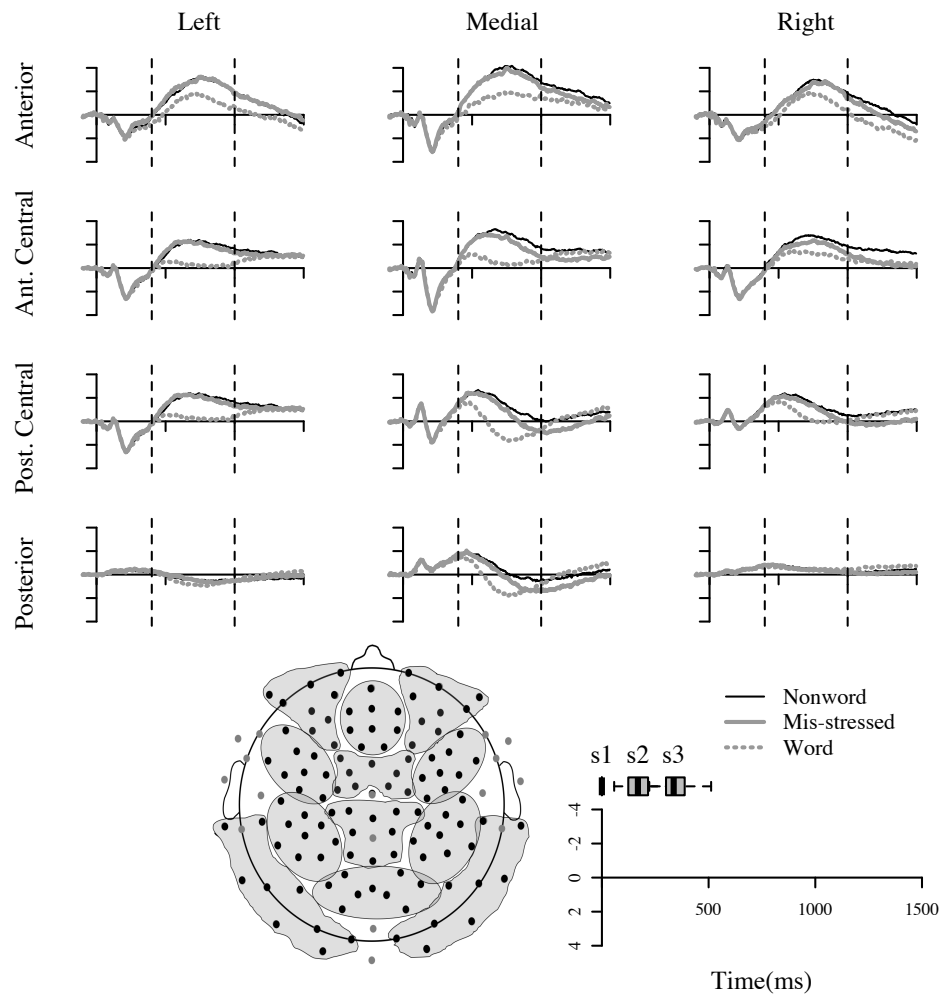 Left Medial Right
Anterior
Ant. Central
Post. Central
Posterior
Nonword
Mis-stressed
Word
s1 s2 s3
-4
-2
0
2
4
500 1000 1500
Time(ms)